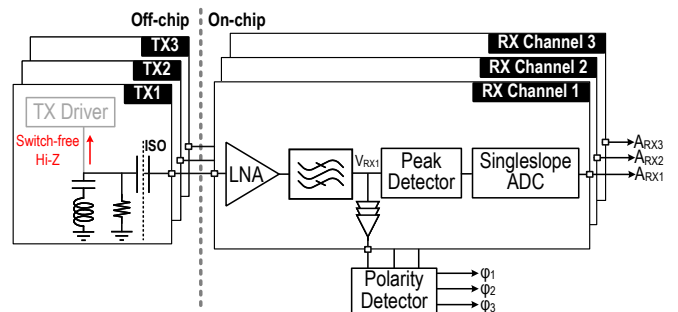 Off-chip
On-chip
TX3
TX2
TX1
RX Channel 3
RX Channel 2
RX Channel 1
TX Driver
Switch-free
Hi-Z
ISO
LNA
VRX1
Peak
Detector
Singleslope
ADC
ARX3
ARX2
ARX1
Polarity
Detector
φ1
φ2
φ3